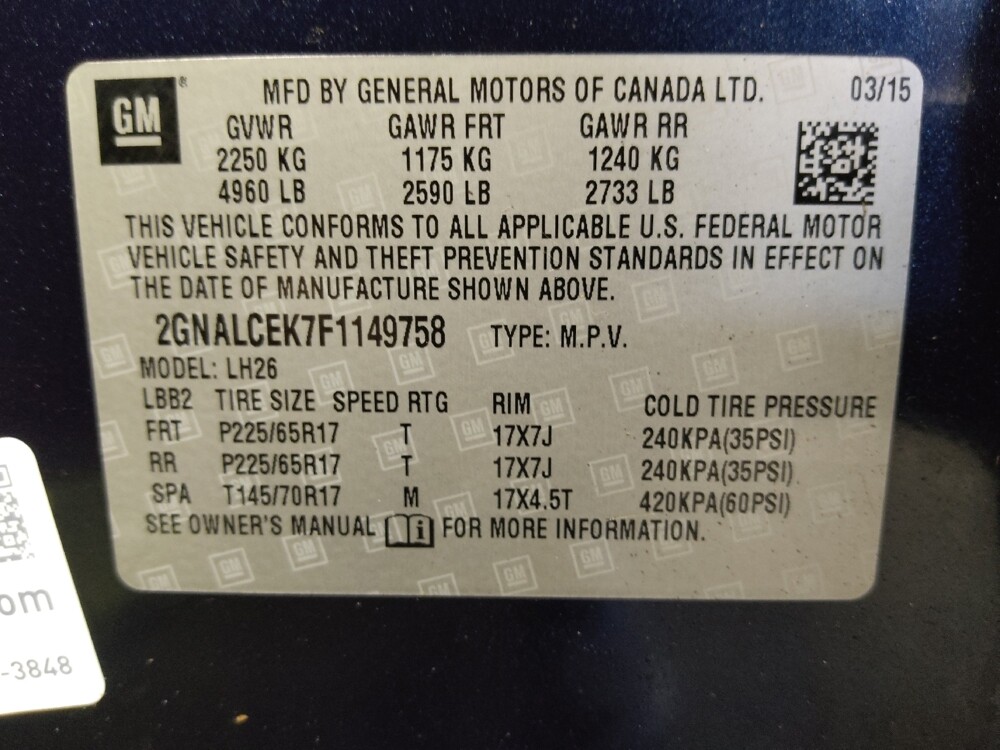 GM
®
MFD BY GENERAL MOTORS OF CANADA LTD. 03/15
GVWR GAWR FRT GAWR RR
2250 KG 1175 KG 1240 KG
4960 LB 2590 LB 2733 LB
THIS VEHICLE CONFORMS TO ALL APPLICABLE U.S. FEDERAL MOTOR
VEHICLE SAFETY AND THEFT PREVENTION STANDARDS IN EFFECT ON
THE DATE OF MANUFACTURE SHOWN ABOVE.
2GNALCEK7F1149758 TYPE: M.P.V.
MODEL: LH26
LBB2 TIRE SIZE SPEED RTG RIM COLD TIRE PRESSURE
FRT P225/65R17 T 17X7J 240KPA(35PSI)
RR P225/65R17 T 17X7J 240KPA(35PSI)
SPA T145/70R17 M 17X4.5T 420KPA(60PSI)
SEE OWNER'S MANUAL i FOR MORE INFORMATION.
om
-3848